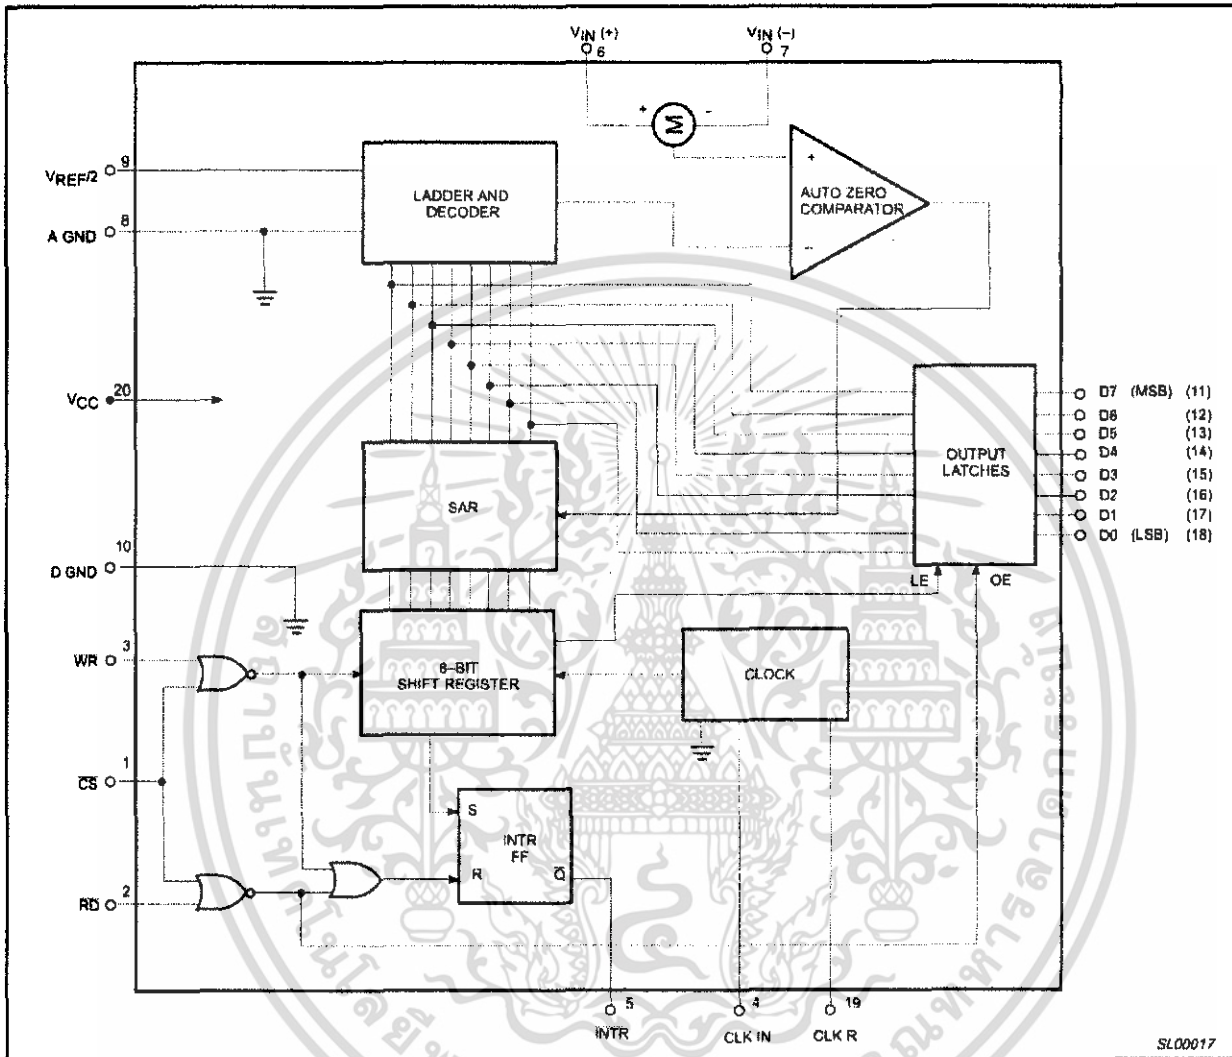 VIN (+)
6
VIN (–)
7
+
-
M
9
VREF/2
8
A GND
LADDER AND
DECODER
+
AUTO ZERO
COMPARATOR
–
20
VCC
SAR
OUTPUT
LATCHES
D7 (MSB) (11)
D6 (12)
D5 (13)
D4 (14)
D3 (15)
D2 (16)
D1 (17)
D0 (LSB) (18)
LE
OE
10
D GND
3
WR
8–BIT
SHIFT REGISTER
CLOCK
1
CS
S
INTR
FF
R
Q
2
RD
5
INTR
4
CLK IN
19
CLK R
SL00017